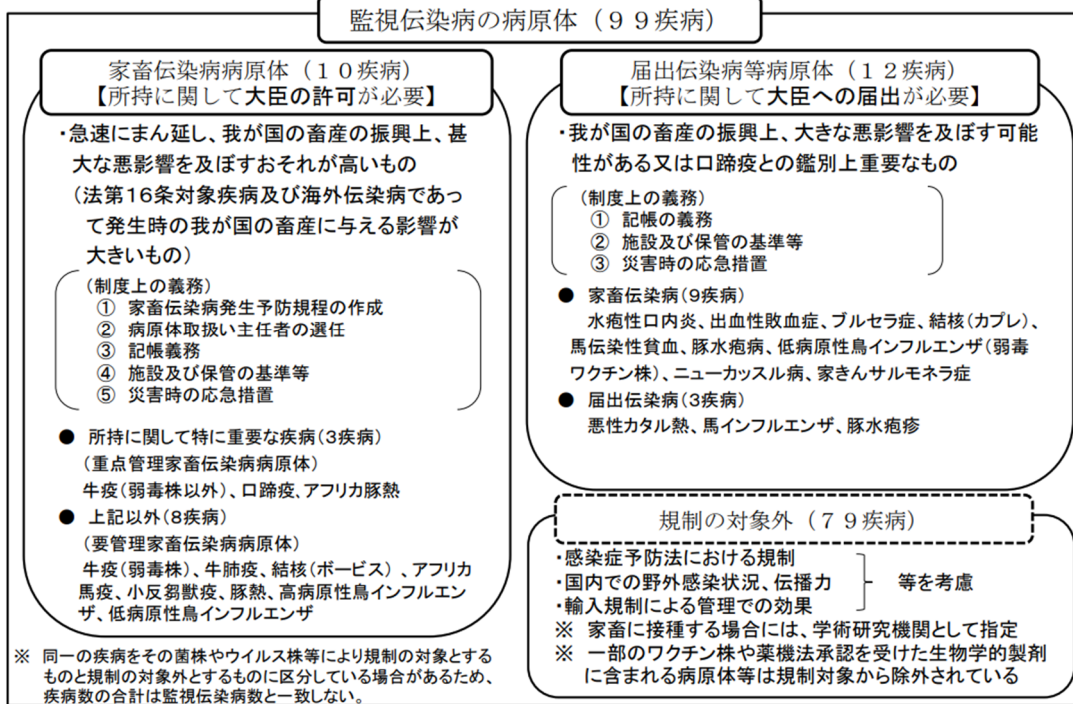 監視伝染病の病原体（９９疾病）
家畜伝染病病原体（１０疾病）
【所持に関して大臣の許可が必要】
・急速にまん延し、我が国の畜産の振興上、甚
大な悪影響を及ぼすおそれが高いもの
（法第16条対象疾病及び海外伝染病であっ
て発生時の我が国の畜産に与える影響が
大きいもの）
（制度上の義務）
① 家畜伝染病発生予防規程の作成
② 病原体取扱い主任者の選任
③ 記帳義務
④ 施設及び保管の基準等
⑤ 災害時の応急措置
● 所持に関して特に重要な疾病（3疾病）
（重点管理家畜伝染病病原体）
牛疫（弱毒株以外）、口蹄疫、アフリカ豚熱
● 上記以外（8疾病）
（要管理家畜伝染病病原体）
牛疫（弱毒株）、牛肺疫、結核（ボービス）、アフリカ
馬疫、小反芻獣疫、豚熱、高病原性鳥インフルエン
ザ、低病原性鳥インフルエンザ
※ 同一の疾病をその菌株やウイルス株等により規制の対象とする
ものと規制の対象外とするものに区分している場合があるため、
疾病数の合計は監視伝染病数と一致しない。
届出伝染病等病原体（１２疾病）
【所持に関して大臣への届出が必要】
・我が国の畜産の振興上、大きな悪影響を及ぼす可能
性がある又は口蹄疫との鑑別上重要なもの
（制度上の義務）
① 記帳の義務
② 施設及び保管の基準等
③ 災害時の応急措置
● 家畜伝染病（9疾病）
水疱性口内炎、出血性敗血症、ブルセラ症、結核（カプレ）、
馬伝染性貧血、豚水疱病、低病原性鳥インフルエンザ（弱毒
ワクチン株）、ニューカッスル病、家きんサルモネラ症
● 届出伝染病（3疾病）
悪性カタル熱、馬インフルエンザ、豚水疱疹
規制の対象外（７９疾病）
・感染症予防法における規制
・国内での野外感染状況、伝播力
・輸入規制による管理での効果
等を考慮
※ 家畜に接種する場合には、学術研究機関として指定
※ 一部のワクチン株や薬機法承認を受けた生物学的製剤
に含まれる病原体等は規制対象から除外されている